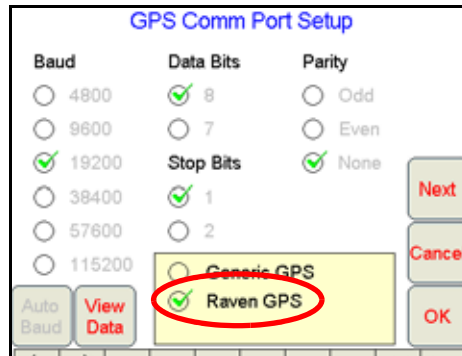 GPS Comm Port Setup
Baud
4800
9600
19200
38400
57600
115200
Data Bits
8
7
Stop Bits
1
2
Parity
Odd
Even
None
Generic GPS
Raven GPS
Auto
Baud
View
Data
Next
Cance
OK